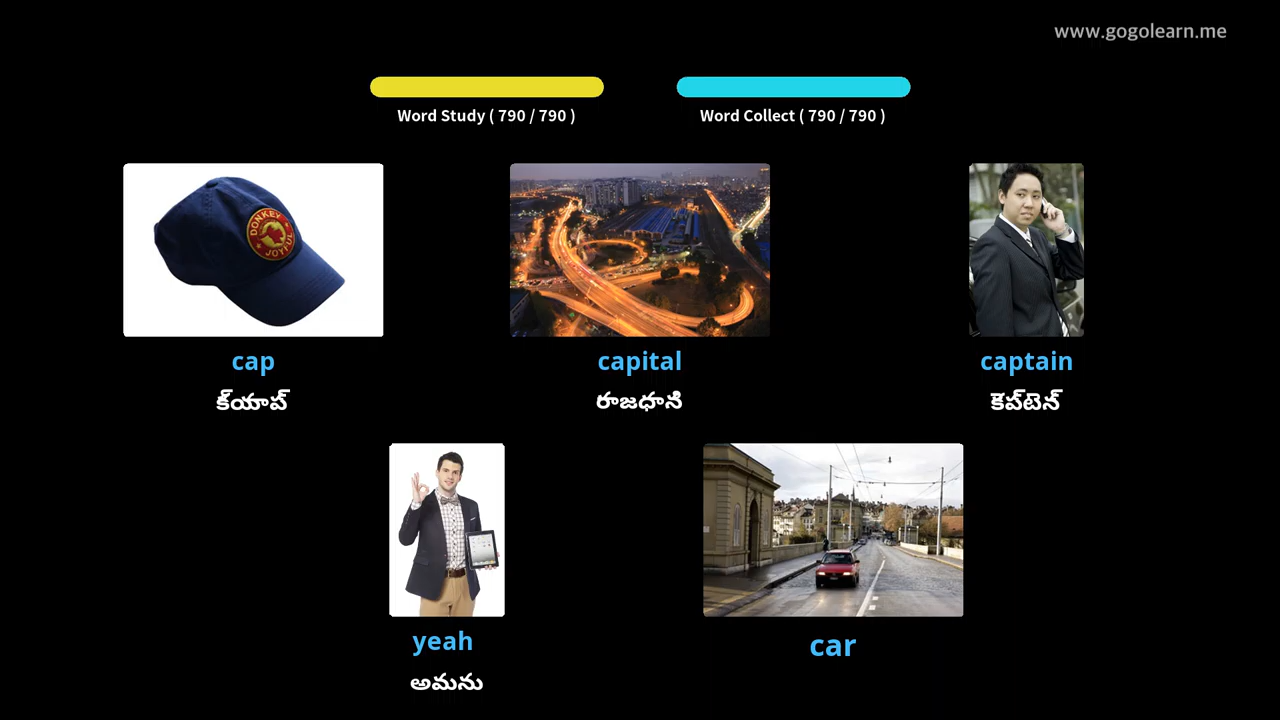 www.gogolearn.me
Word Study ( 790 / 790 )
Word Collect ( 790 / 790 )
DONKEY
JOYFUL
cap
capital
captain
క్‌యాప్
రాజధాని
కెప్‌టెన్
yeah
car
అమను